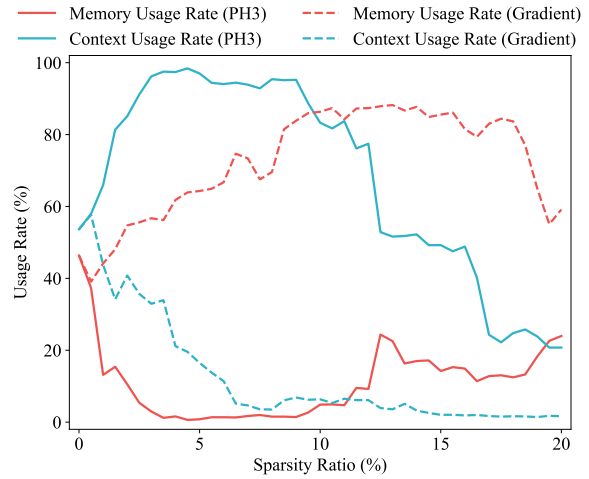 Memory Usage Rate (PH3) Memory Usage Rate (Gradient)
Context Usage Rate (PH3) Context Usage Rate (Gradient)
100
80
60
40
20
0
Usage Rate (%)
0 5 10 15 20
Sparsity Ratio (%)